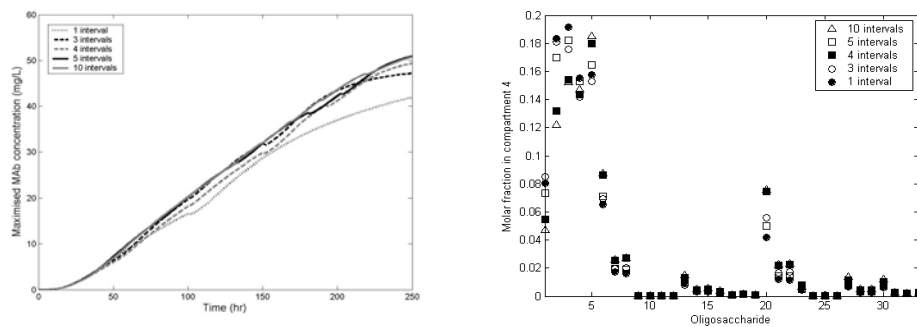 1 interval
3 intervals
4 intervals
5 intervals
10 intervals
60
50
40
30
20
10
0
0 50 100 150 200 250
Maximised MAb concentration (mg/L)
Time (hr)
10 intervals
5 intervals
4 intervals
3 intervals
1 interval
0.2
0.18
0.16
0.14
0.12
0.1
0.08
0.06
0.04
0.02
0
5 10 15 20 25 30
Molar fraction in compartment 4
Oligosaccharide